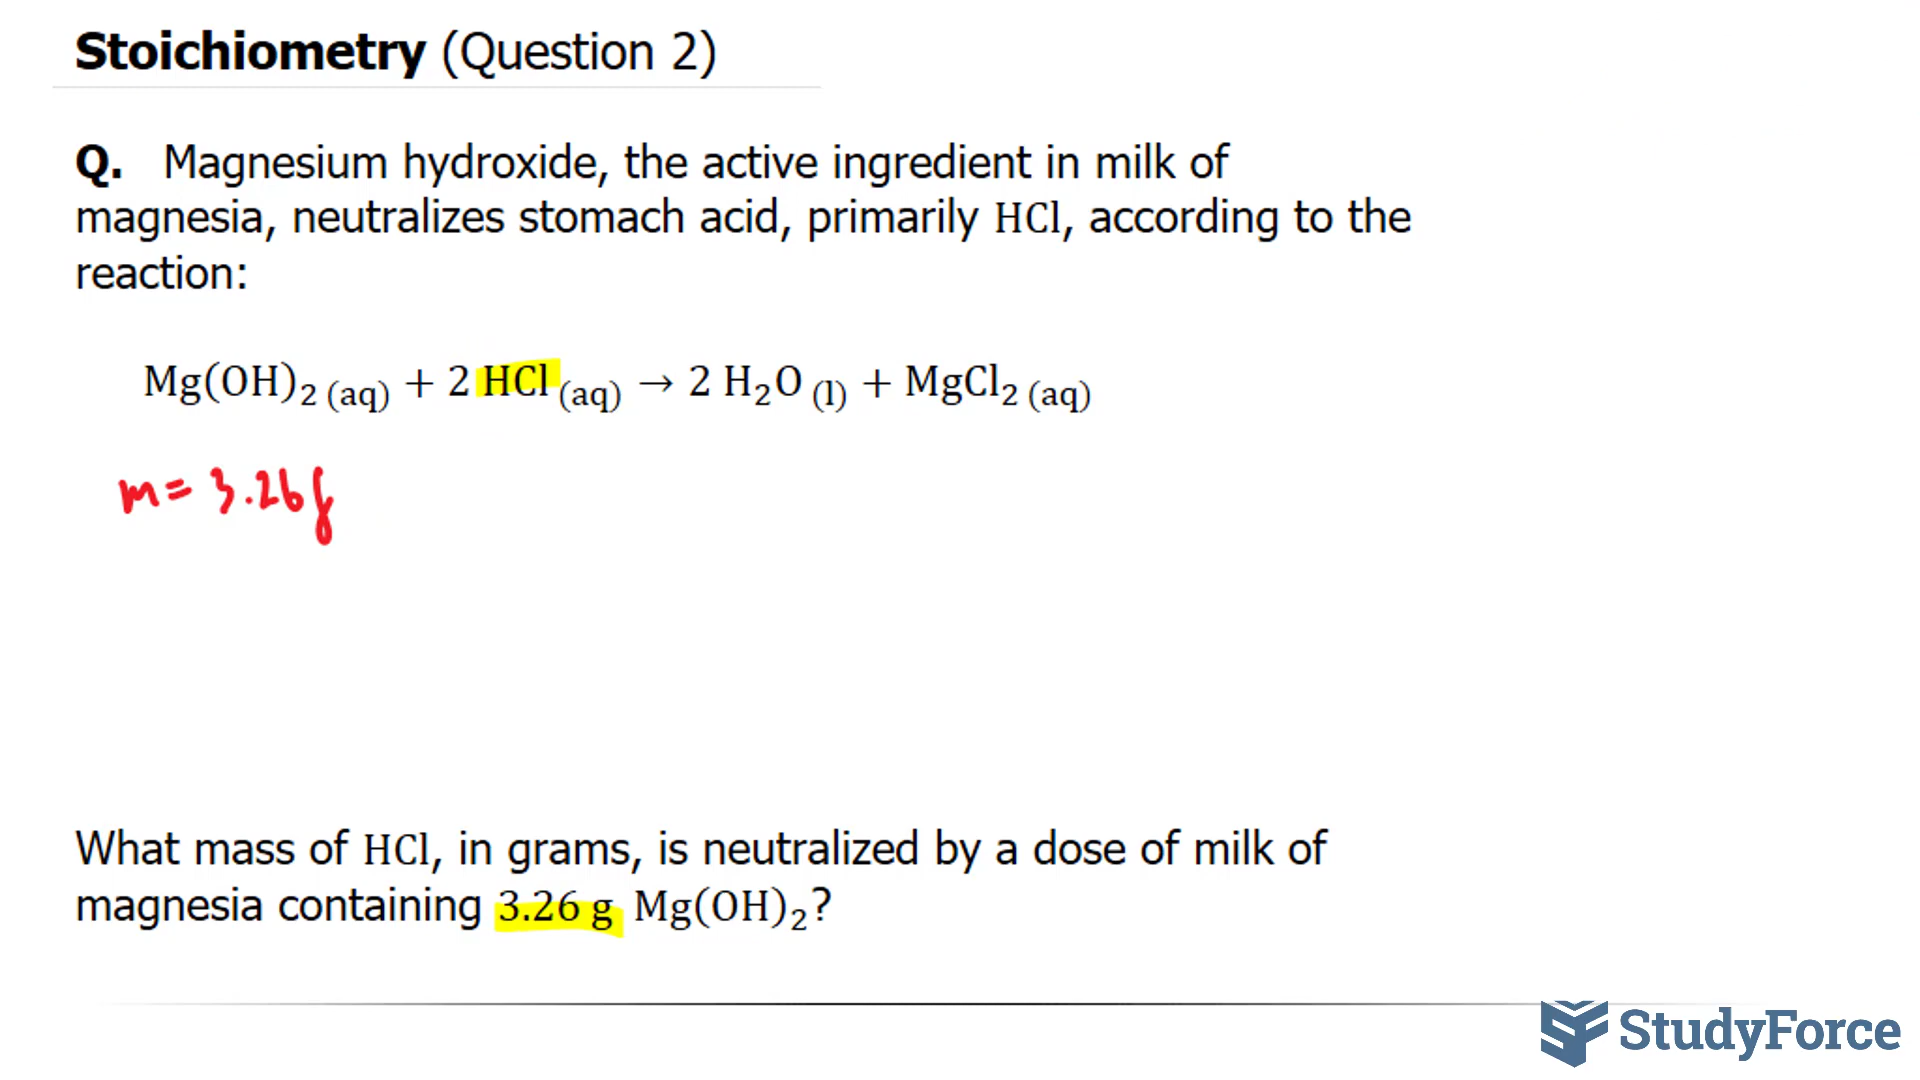 Stoichiometry (Question 2)
Q. Magnesium hydroxide, the active ingredient in milk of
magnesia, neutralizes stomach acid, primarily HCl, according to the
reaction:
Mg(OH)₂ (aq) + 2 HCl (aq) → 2 H₂O (l) + MgCl₂ (aq)
m = 3.26g
What mass of HCl, in grams, is neutralized by a dose of milk of
magnesia containing 3.26 g Mg(OH)₂?
StudyForce